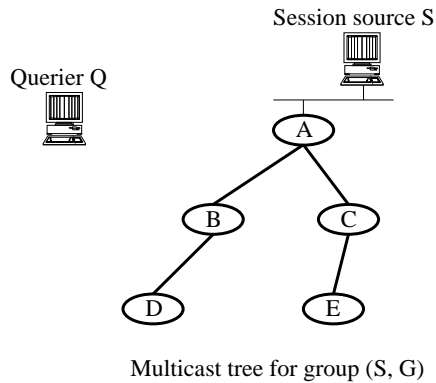 Session source S
Querier Q
A
B
C
D
E
Multicast tree for group (S, G)